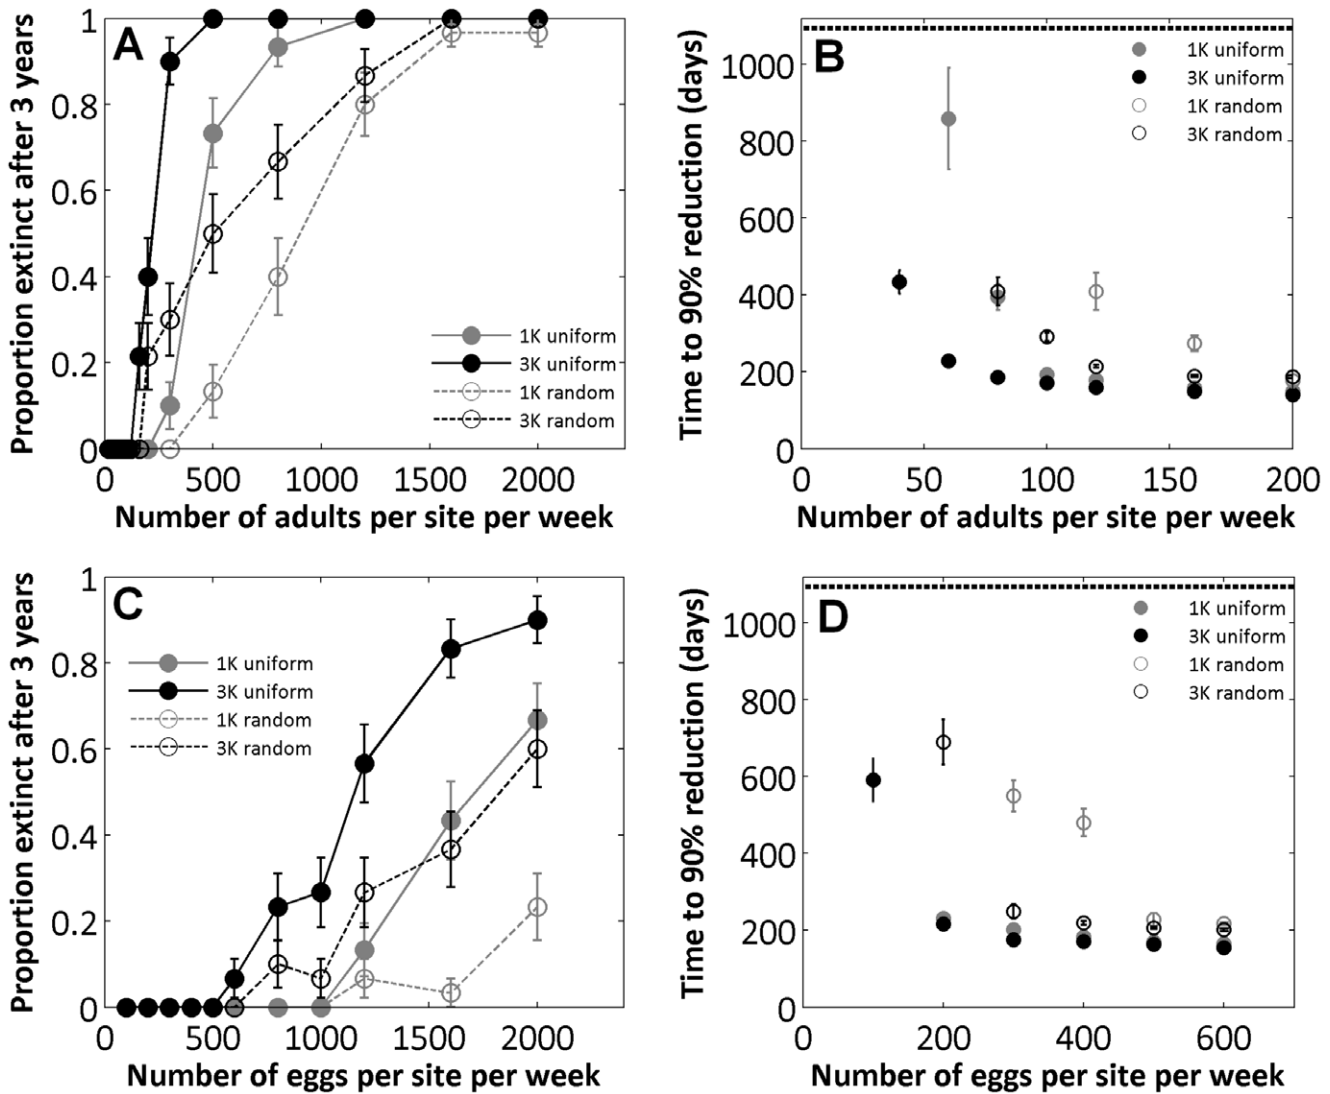 A
Proportion extinct after 3 years
1
0.8
0.6
0.4
0.2
0
1K uniform
3K uniform
1K random
3K random
0 500 1000 1500 2000
Number of adults per site per week
B
Time to 90% reduction (days)
1000
800
600
400
200
0
1K uniform
3K uniform
1K random
3K random
0 50 100 150 200
Number of adults per site per week
C
Proportion extinct after 3 years
1
0.8
0.6
0.4
0.2
0
1K uniform
3K uniform
1K random
3K random
0 500 1000 1500 2000
Number of eggs per site per week
D
Time to 90% reduction (days)
1000
800
600
400
200
0
1K uniform
3K uniform
1K random
3K random
0 200 400 600
Number of eggs per site per week